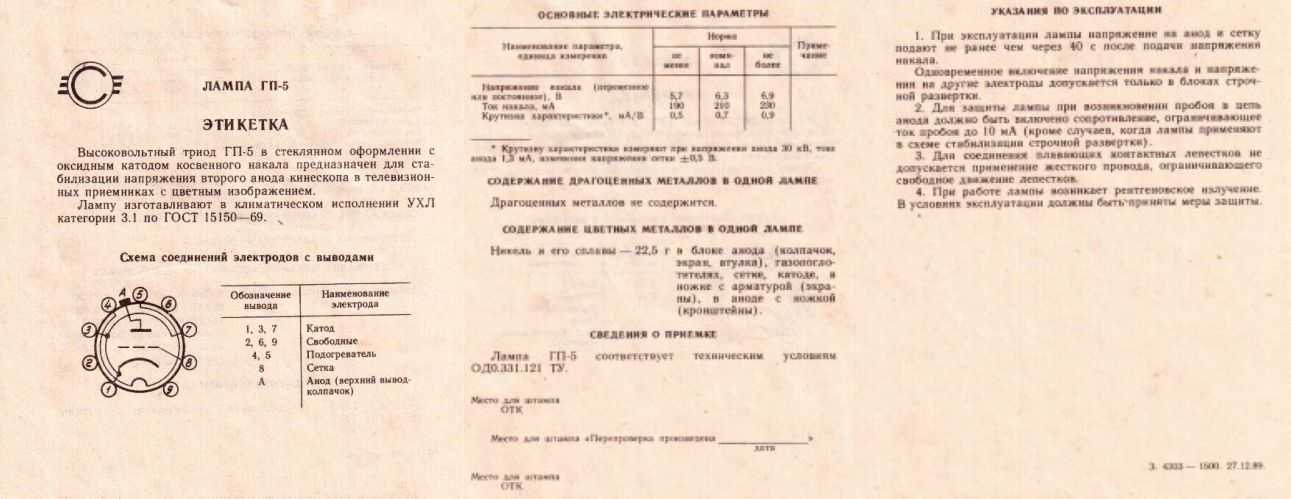 ЛАМПА ГП-5
ЭТИКЕТКА
Высоковольтный триод ГП-5 в стеклянном оформлении с
оксидным катодом косвенного накала предназначен для ста-
билизации напряжения второго анода кинескопа в телевизион-
ных приемниках с цветным изображением.
Лампу изготавливают в климатическом исполнении УХЛ
категории 3.1 по ГОСТ 15150—69.
Схема соединений электродов с выводами
А 5
4 6
3 7
2 8
1 9
Обозначение вывода Наименование электрода
1, 3, 7 Катод
2, 6, 9 Свободные
4, 5 Подогреватель
8 Сетка
А Анод (верхний вывод-
колпачок)
ОСНОВНЫЕ ЭЛЕКТРИЧЕСКИЕ ПАРАМЕТРЫ
Наименование параметра, единица измерения Норма Приме-чание
не менее номи-нал не более
Напряжение накала (переменное
или постоянное), В 5,7 6,3 6,9
Ток накала, мА 190 210 230
Крутизна характеристики*, мА/В 0,5 0,7 0,9
* Крутизну характеристики измеряют при напряжении анода 30 кВ, токе
анода 1,3 мА, изменении напряжения сетки ±0,5 В.
СОДЕРЖАНИЕ ДРАГОЦЕННЫХ МЕТАЛЛОВ В ОДНОЙ ЛАМПЕ
Драгоценных металлов не содержится.
СОДЕРЖАНИЕ ЦВЕТНЫХ МЕТАЛЛОВ В ОДНОЙ ЛАМПЕ
Никель и его сплавы — 22,5 г в блоке анода (колпачок,
экран, втулка), газопогло-
тителях, сетке, катоде, в
ножке с арматурой (экра-
ны), в аноде с ножкой
(кронштейны).
СВЕДЕНИЯ О ПРИЕМКЕ
Лампа ГП-5 соответствует техническим условиям
ОД0.331.121 ТУ.
Место для штампа
ОТК
Место для штампа «Перепроверка произведена »
дата
Место для штампа
ОТК
УКАЗАНИЯ ПО ЭКСПЛУАТАЦИИ
1. При эксплуатации лампы напряжение на анод и сетку
подают не ранее чем через 40 с после подачи напряжения
накала.
Одновременное включение напряжения накала и напряже-
ния на другие электроды допускается только в блоках строч-
ной развертки.
2. Для защиты лампы при возникновении пробоя в цепь
анода должно быть включено сопротивление, ограничивающее
ток пробоя до 10 мА (кроме случаев, когда лампы применяют
в схеме стабилизации строчной развертки).
3. Для соединения плавающих контактных лепестков не
допускается применение жесткого провода, ограничивающего
свободное движение лепестков.
4. При работе лампы возникает рентгеновское излучение.
В условиях эксплуатации должны быть приняты меры защиты.
З. 4333 — 1500. 27.12.89.